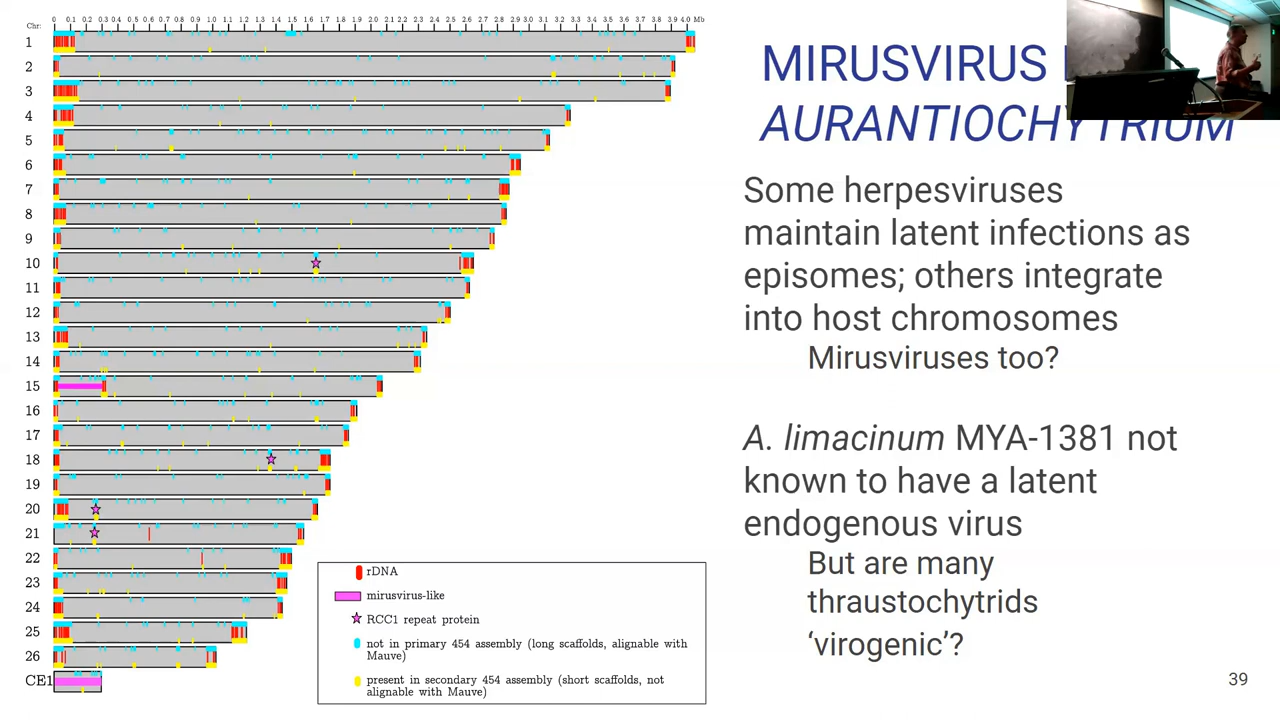 Chr:
0 0.1 0.2 0.3 0.4 0.5 0.6 0.7 0.8 0.9 1.0 1.1 1.2 1.3 1.4 1.5 1.6 1.7 1.8 1.9 2.0 2.1 2.2 2.3 2.4 2.5 2.6 2.7 2.8 2.9 3.0 3.1 3.2 3.3 3.4 3.5 3.6 3.7 3.8 3.9 4.0 Mb
1
2
3
4
5
6
7
8
9
10
11
12
13
14
15
16
17
18
19
20
21
22
23
24
25
26
CE1
rDNA
mirusvirus-like
RCC1 repeat protein
not in primary 454 assembly (long scaffolds, alignable with
Mauve)
present in secondary 454 assembly (short scaffolds, not
alignable with Mauve)
MIRUSVIRUS
AURANTIOCHYTRIUM
Some herpesviruses
maintain latent infections as
episomes; others integrate
into host chromosomes
Mirusviruses too?
A. limacinum MYA-1381 not
known to have a latent
endogenous virus
But are many
thraustochytrids
‘virogenic’?
39